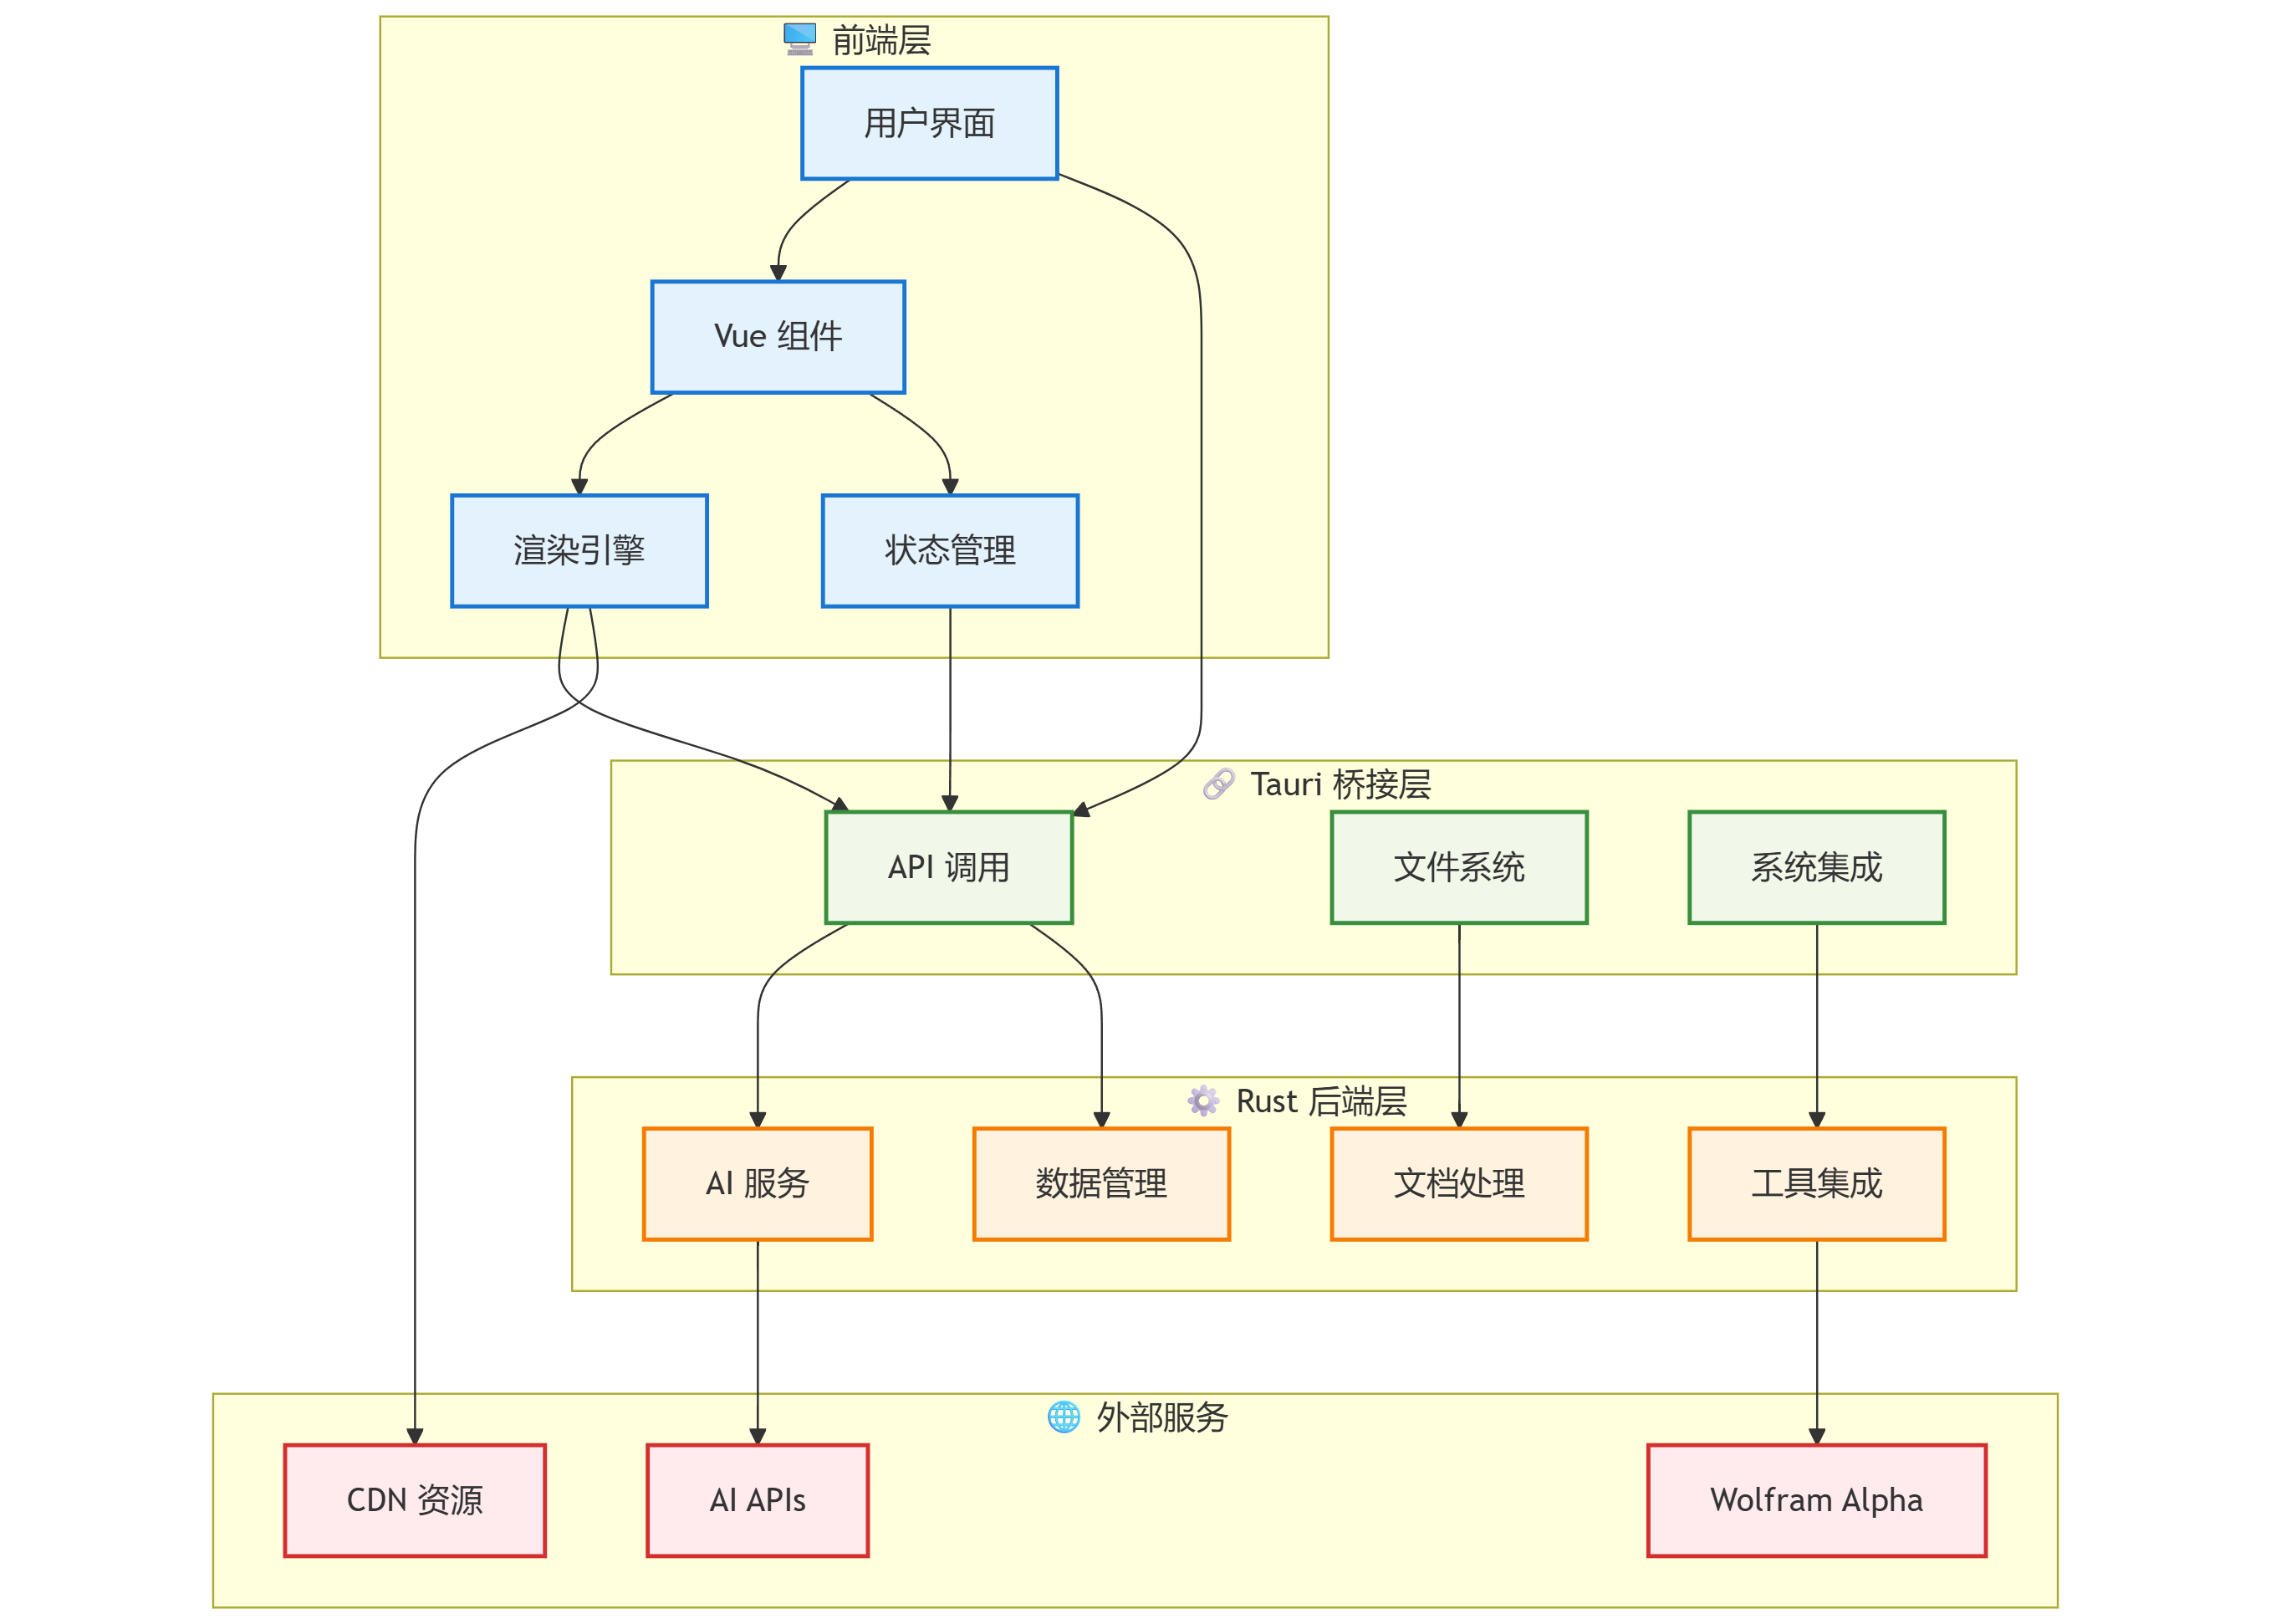 🖥️ 前端层
用户界面
Vue 组件
渲染引擎
状态管理
🔗 Tauri 桥接层
API 调用
文件系统
系统集成
⚙️ Rust 后端层
AI 服务
数据管理
文档处理
工具集成
🌐 外部服务
CDN 资源
AI APIs
Wolfram Alpha